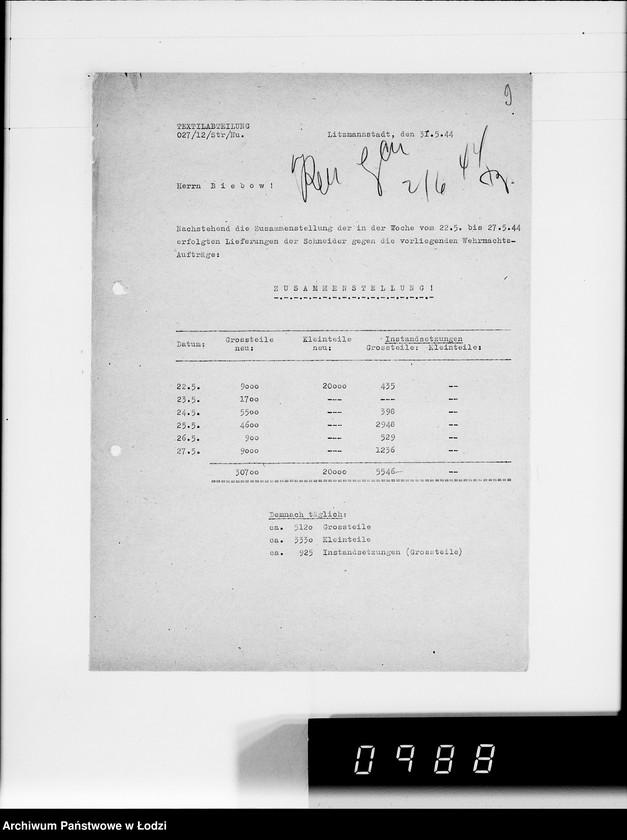 9
TEXTILABTEILUNG
027/12/Str/Nu.
Litzmannstadt, den 31.5.44
Herrn B i e b o w !
2/6 44
Nachstehend die Zusammenstellung der in der Woche vom 22.5. bis 27.5.44
erfolgten Lieferungen der Schneider gegen die vorliegenden Wehrmachts-
Aufträge:
Z U S A M M E N S T E L L U N G !
Datum: Grossteile neu: Kleinteile neu: Instandsetzungen
Grossteile: Kleinteile:
22.5. 9000 20000 435 --
23.5. 1700 --- --- --
24.5. 5500 --- 398 --
25.5. 4600 --- 2948 --
26.5. 900 --- 529 --
27.5. 9000 --- 1236 --
30700 20000 5546 --
Demnach täglich:
ca. 5120 Grossteile
ca. 3330 Kleinteile
ca. 925 Instandsetzungen (Grossteile)
0988
Archiwum Państwowe w Łodzi